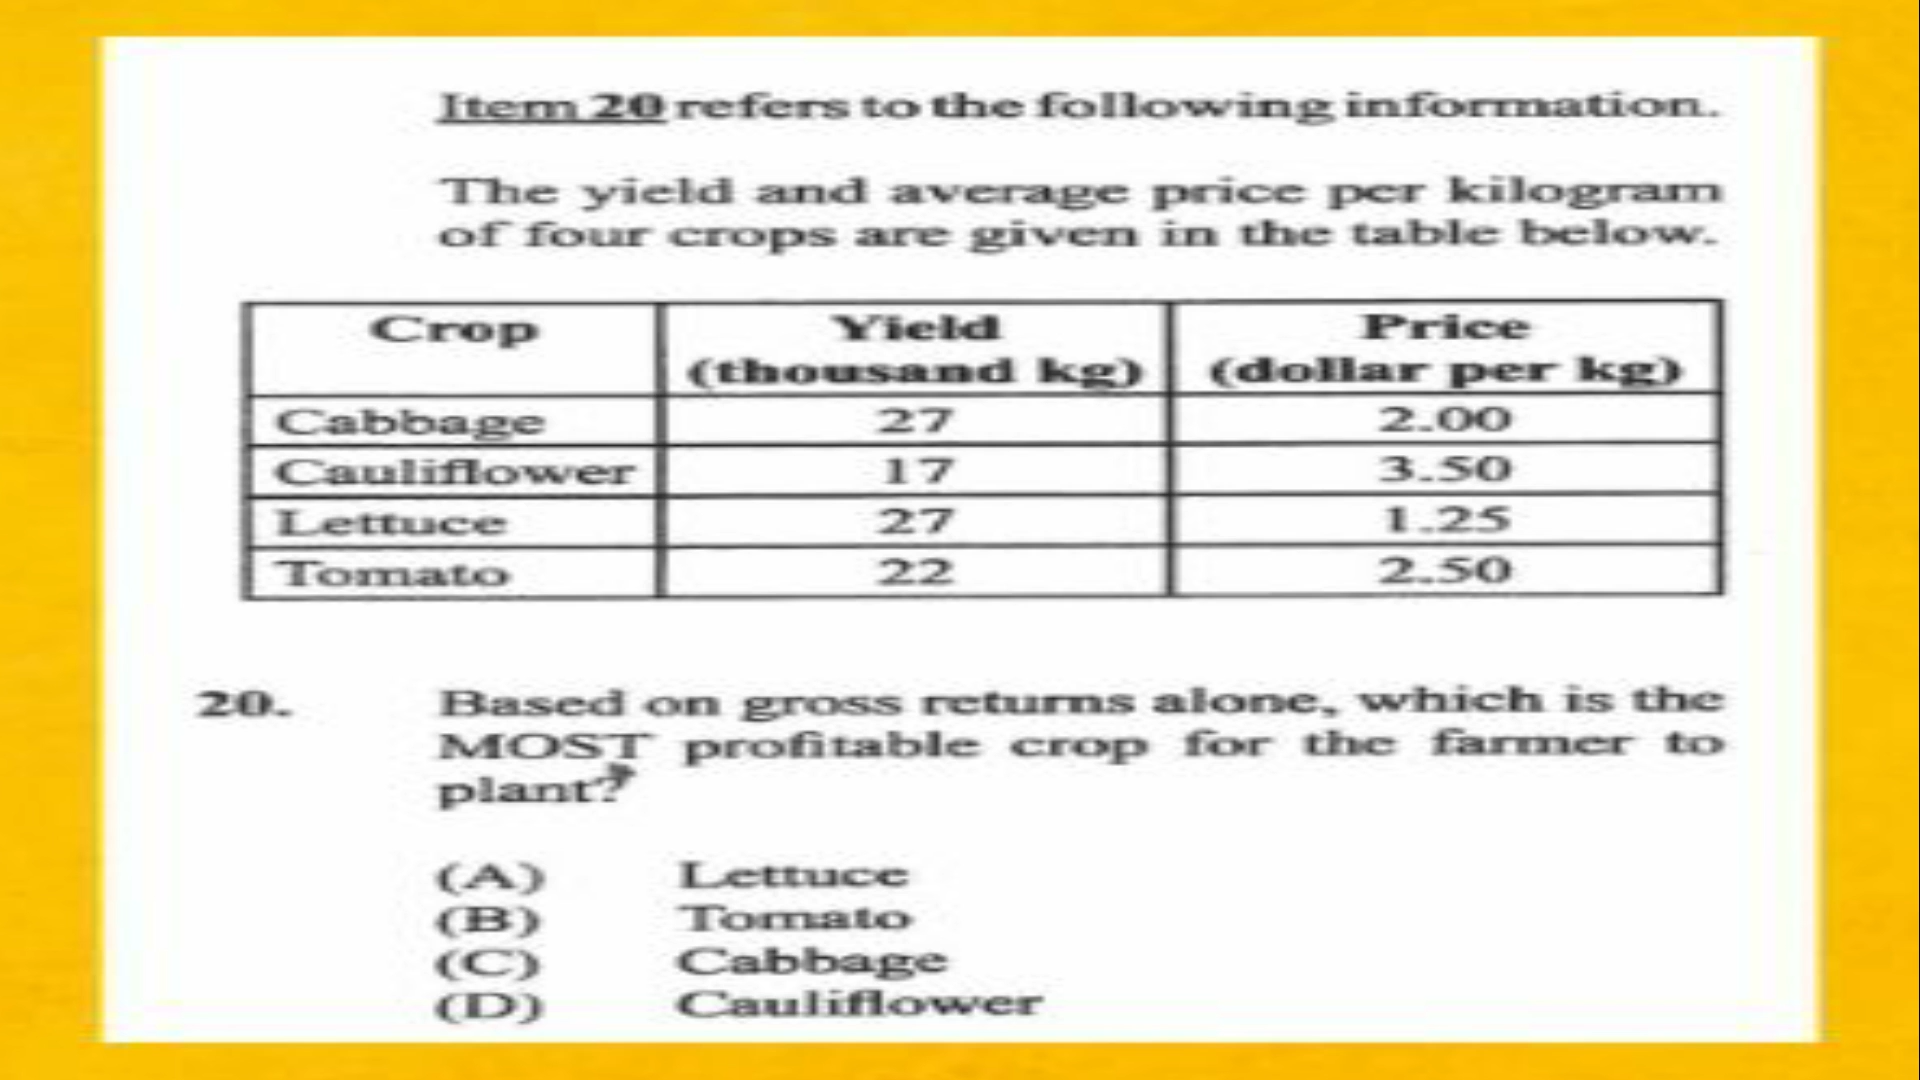 Item 20 refers to the following information.
The yield and average price per kilogram
of four crops are given in the table below.
Crop Yield Price
(thousand kg) (dollar per kg)
Cabbage 27 2.00
Cauliflower 17 3.50
Lettuce 27 1.25
Tomato 22 2.50
20. Based on gross returns alone, which is the
MOST profitable crop for the farmer to
plant?
(A) Lettuce
(B) Tomato
(C) Cabbage
(D) Cauliflower